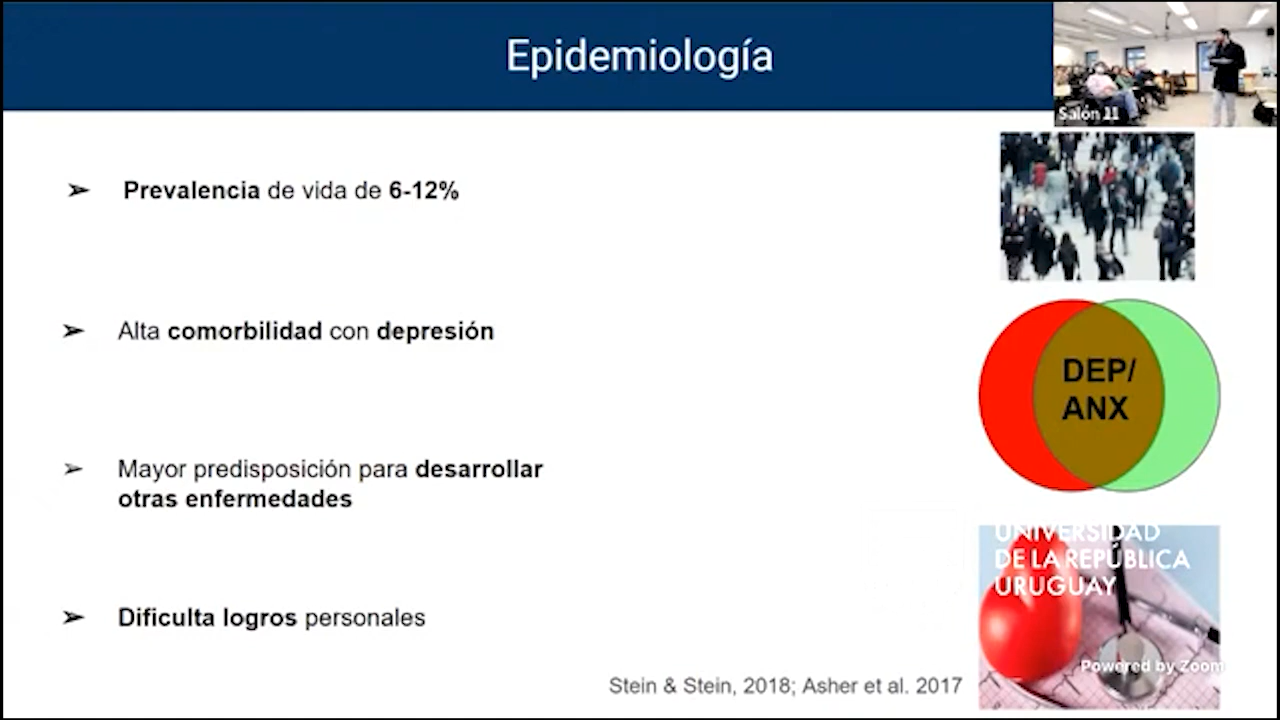 Epidemiología
Salón 11
➢ Prevalencia de vida de 6-12%
➢ Alta comorbilidad con depresión
DEP/
ANX
➢ Mayor predisposición para desarrollar
otras enfermedades
UNIVERSIDAD
DE LA REPÚBLICA
URUGUAY
➢ Dificulta logros personales
Powered by Zoom
Stein & Stein, 2018; Asher et al. 2017